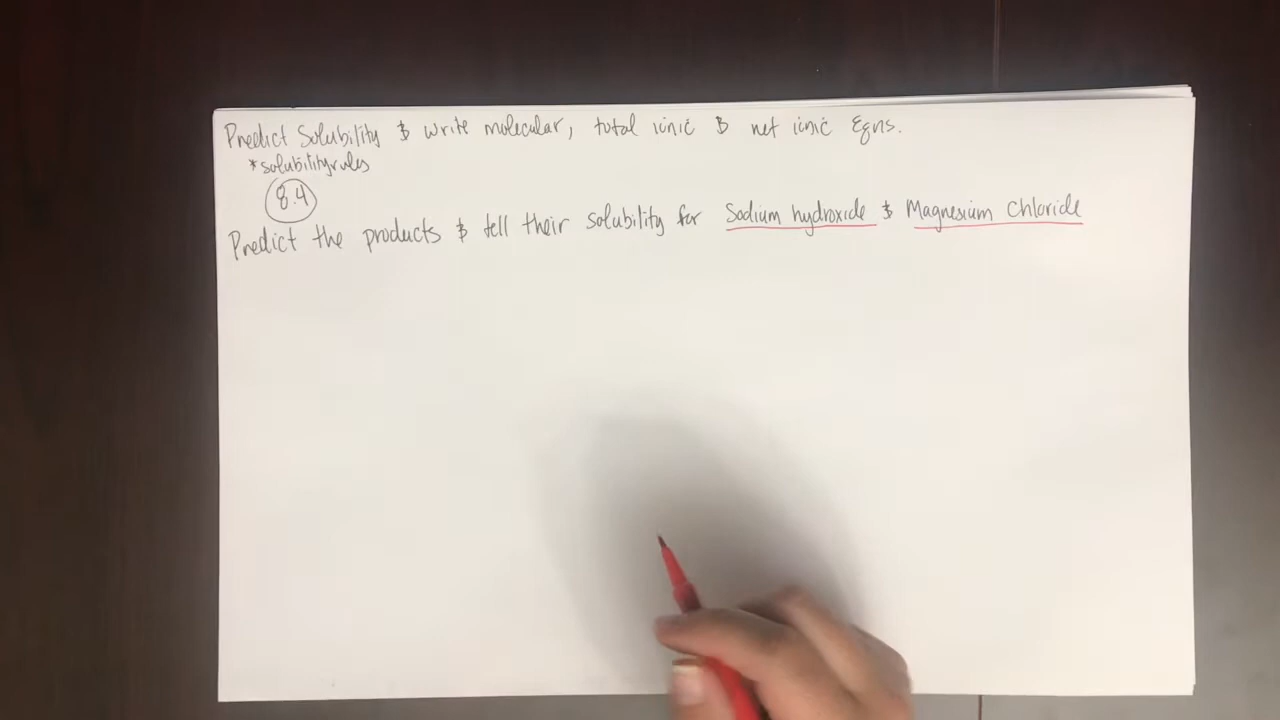 Predict Solubility & write molecular, total ionic & net ionic Eqns.
*solubility rules
8.4
Predict the products & tell their solubility for Sodium hydroxide & Magnesium Chloride